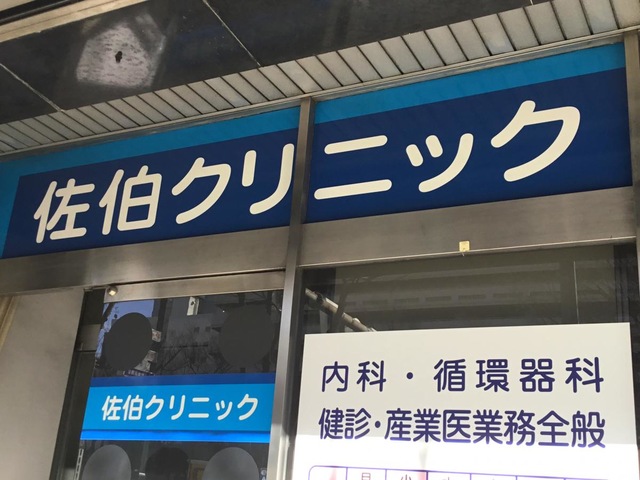 佐伯クリニック
佐伯クリニック
内科・循環器科
健診・産業医業務全般